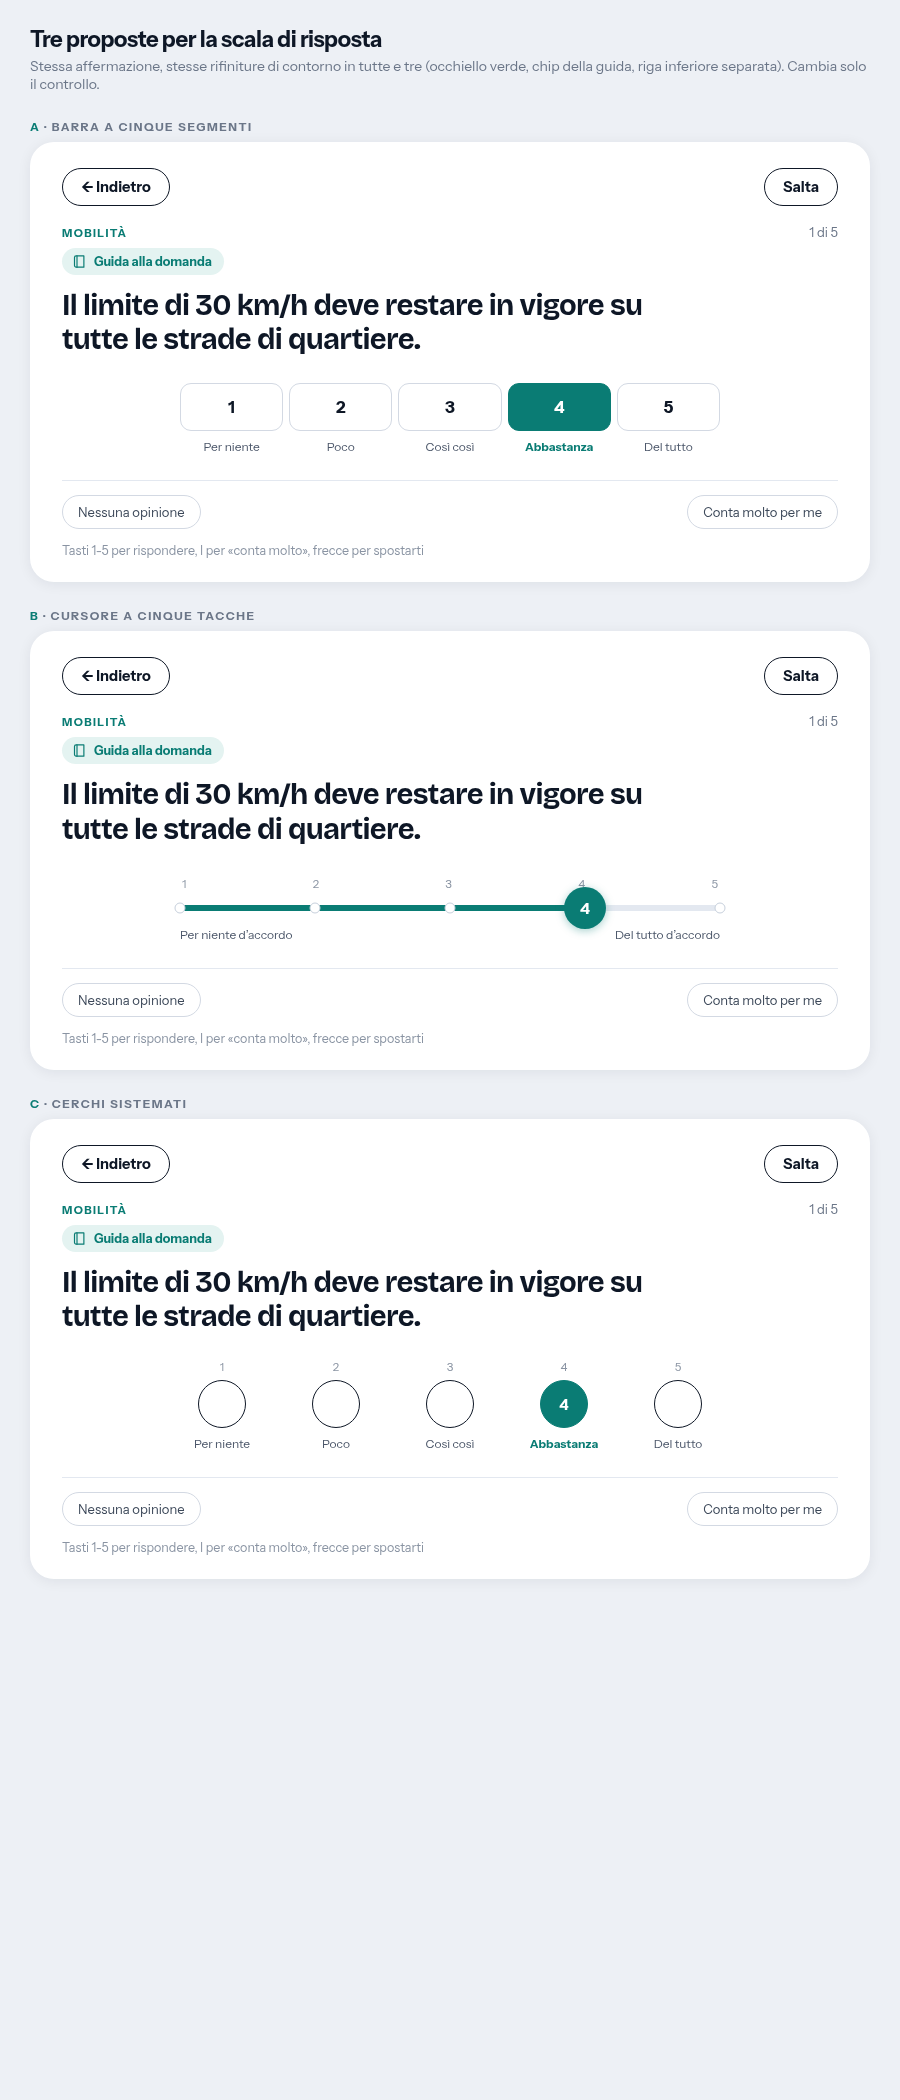 Tre proposte per la scala di risposta
Stessa affermazione, stesse rifiniture di contorno in tutte e tre (occhiello verde, chip della guida, riga inferiore separata). Cambia solo
il controllo.
A · BARRA A CINQUE SEGMENTI
← Indietro Salta
MOBILITÀ 1 di 5
Guida alla domanda
Il limite di 30 km/h deve restare in vigore su
tutte le strade di quartiere.
1 2 3 4 5
Per niente Poco Così così Abbastanza Del tutto
Nessuna opinione Conta molto per me
Tasti 1-5 per rispondere, I per «conta molto», frecce per spostarti
B · CURSORE A CINQUE TACCHE
← Indietro Salta
MOBILITÀ 1 di 5
Guida alla domanda
Il limite di 30 km/h deve restare in vigore su
tutte le strade di quartiere.
1 2 3 4 5
4
Per niente d’accordo Del tutto d’accordo
Nessuna opinione Conta molto per me
Tasti 1-5 per rispondere, I per «conta molto», frecce per spostarti
C · CERCHI SISTEMATI
← Indietro Salta
MOBILITÀ 1 di 5
Guida alla domanda
Il limite di 30 km/h deve restare in vigore su
tutte le strade di quartiere.
1 2 3 4 5
4
Per niente Poco Così così Abbastanza Del tutto
Nessuna opinione Conta molto per me
Tasti 1-5 per rispondere, I per «conta molto», frecce per spostarti